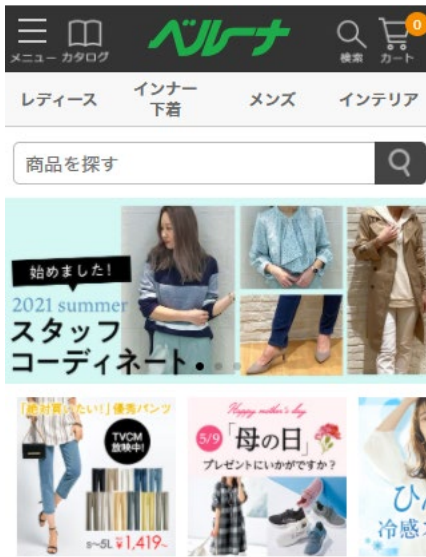 メニュー カタログ
ベルーナ
検索 カート
0
レディース
インナー
下着
メンズ
インテリア
商品を探す
始めました!
2021 summer
スタッフ
コーディネート
「絶対買いたい!」優秀パンツ
TVCM
放映中!
S~5L ¥1,419~
Happy mother's day
5/9 「母の日」
プレゼントにいかがですか?
ひん
冷感